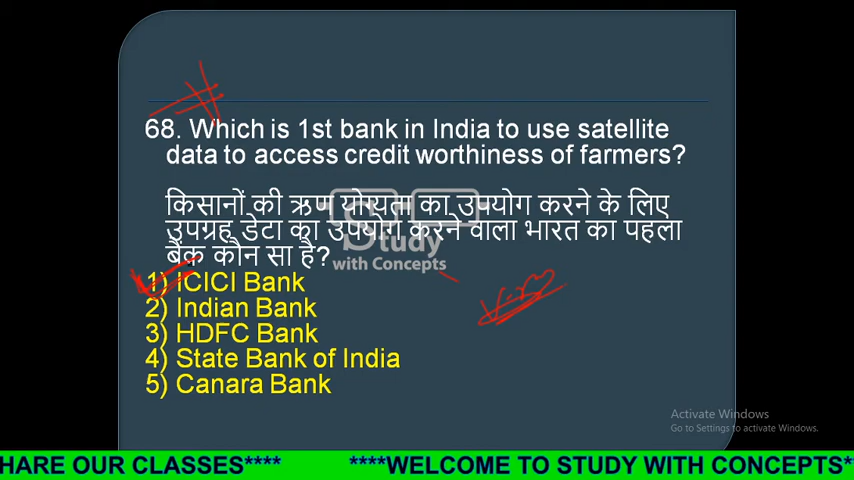 68. Which is 1st bank in India to use satellite
data to access credit worthiness of farmers?
किसानों की ऋण योग्यता का उपयोग करने के लिए
उपग्रह डेटा का उपयोग करने वाला भारत का पहला
बैंक कौन सा है?
Study
with Concepts
1) ICICI Bank
2) Indian Bank
3) HDFC Bank
4) State Bank of India
5) Canara Bank
Activate Windows
Go to Settings to activate Windows.
HARE OUR CLASSES**** ****WELCOME TO STUDY WITH CONCEPTS*